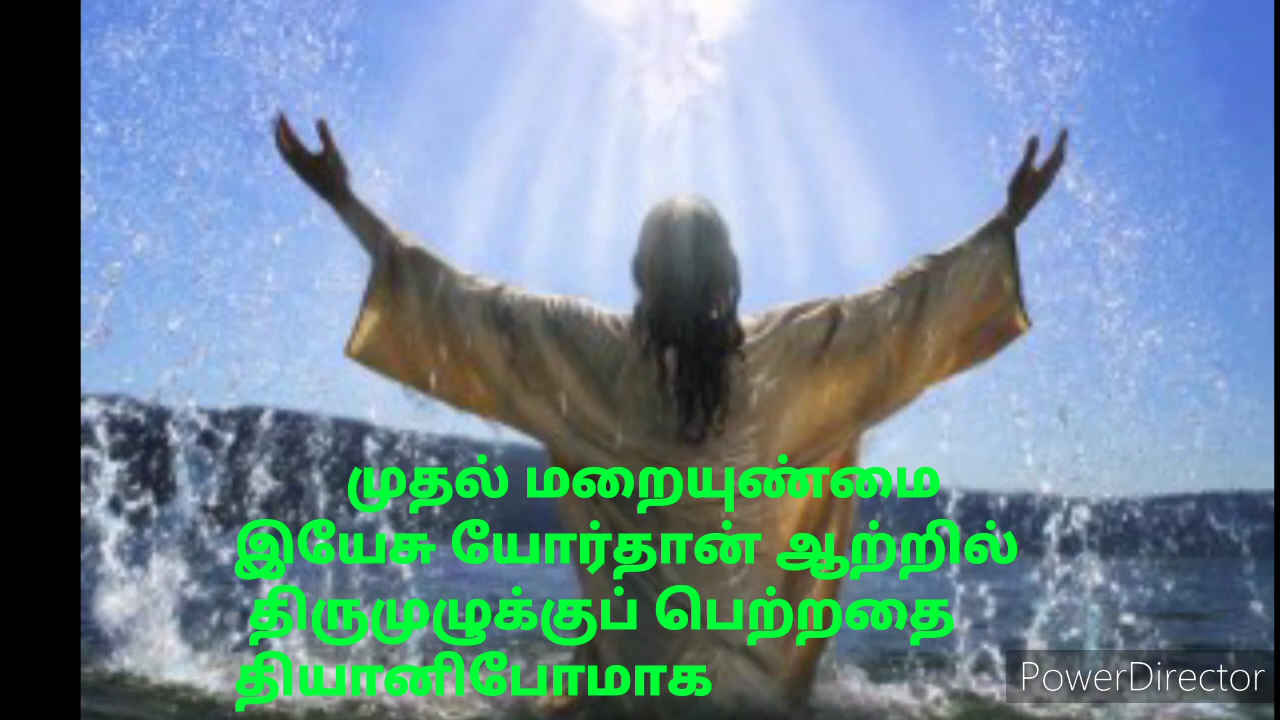 முதல் மறையுண்மை
இயேசு யோர்தான் ஆற்றில்
திருமுழுக்குப் பெற்றதை
தியானிபோமாக
PowerDirector